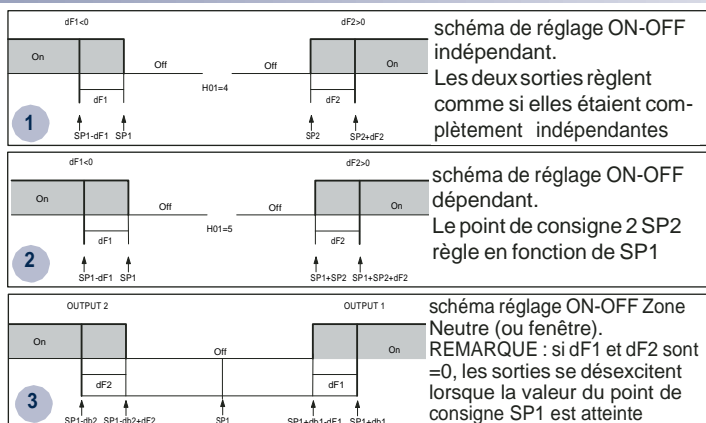 dF1<0
dF2>0
On
Off
Off
On
H01=4
dF1
dF2
1
SP1-dF1
SP1
SP2
SP2+dF2
schéma de réglage ON-OFF
indépendant.
Les deux sorties règlent
comme si elles étaient com-
plètement indépendantes
dF1<0
dF2>0
On
Off
Off
On
H01=5
dF1
dF2
2
SP1-dF1
SP1
SP1+SP2
SP1+SP2+dF2
schéma de réglage ON-OFF
dépendant.
Le point de consigne 2 SP2
règle en fonction de SP1
OUTPUT 2
OUTPUT 1
On
Off
On
dF2
dF1
3
SP1-db2
SP1-db2+dF2
SP1
SP1+db1-dF1
SP1+db1
schéma réglage ON-OFF Zone
Neutre (ou fenêtre).
REMARQUE : si dF1 et dF2 sont
=0, les sorties se désexcitent
lorsque la valeur du point de
consigne SP1 est atteinte